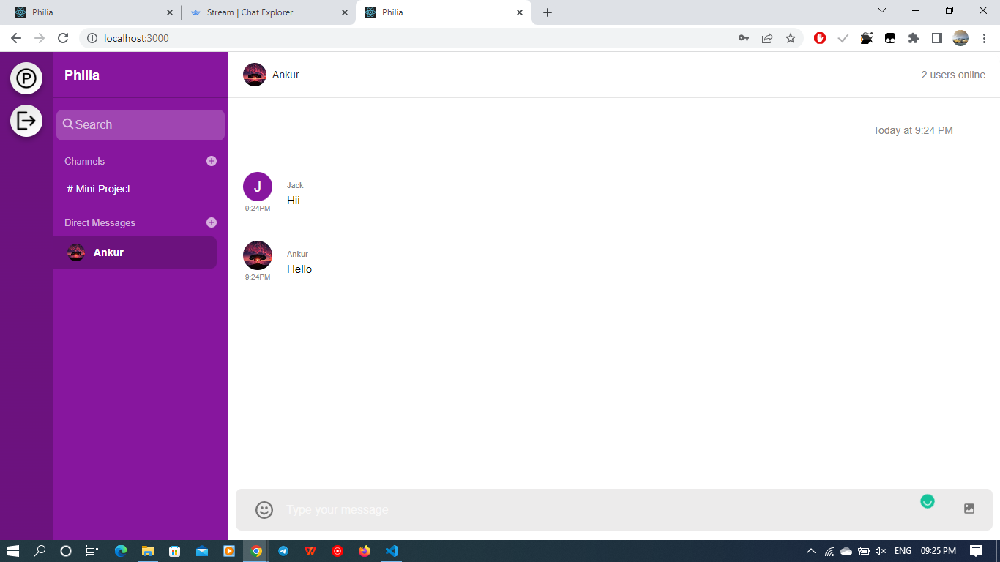 Philia
Stream | Chat Explorer
Philia
localhost:3000
P
Philia
Search
Channels
# Mini-Project
Direct Messages
Ankur
Ankur
2 users online
Today at 9:24 PM
J
Jack
Hii
9:24PM
Ankur
Hello
9:24PM
Type your message
ENG
09:25 PM